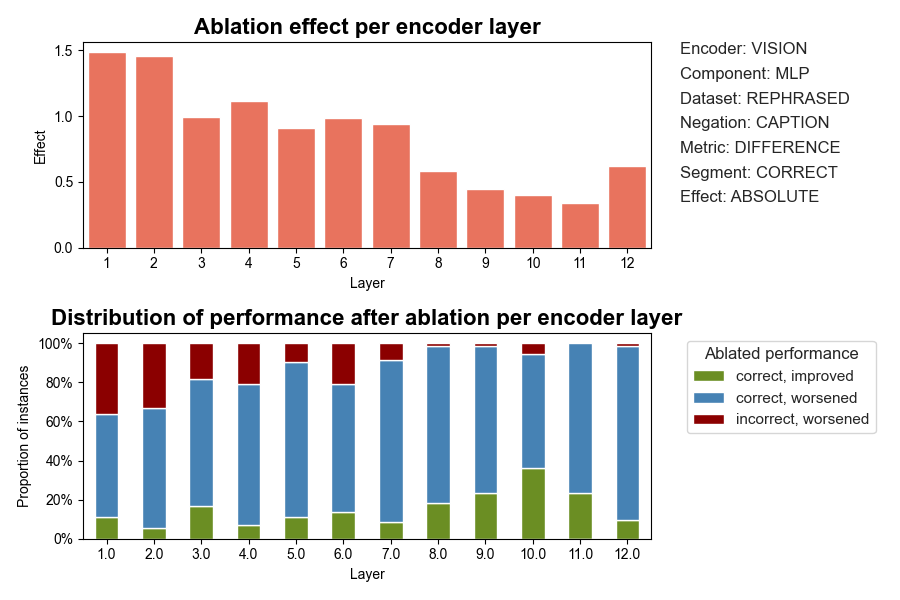 Ablation effect per encoder layer
1.5
1.0
0.5
0.0
Effect
1 2 3 4 5 6 7 8 9 10 11 12
Layer
Encoder: VISION
Component: MLP
Dataset: REPHRASED
Negation: CAPTION
Metric: DIFFERENCE
Segment: CORRECT
Effect: ABSOLUTE
Distribution of performance after ablation per encoder layer
100%
80%
60%
40%
20%
0%
Proportion of instances
1.0 2.0 3.0 4.0 5.0 6.0 7.0 8.0 9.0 10.0 11.0 12.0
Layer
Ablated performance
correct, improved
correct, worsened
incorrect, worsened